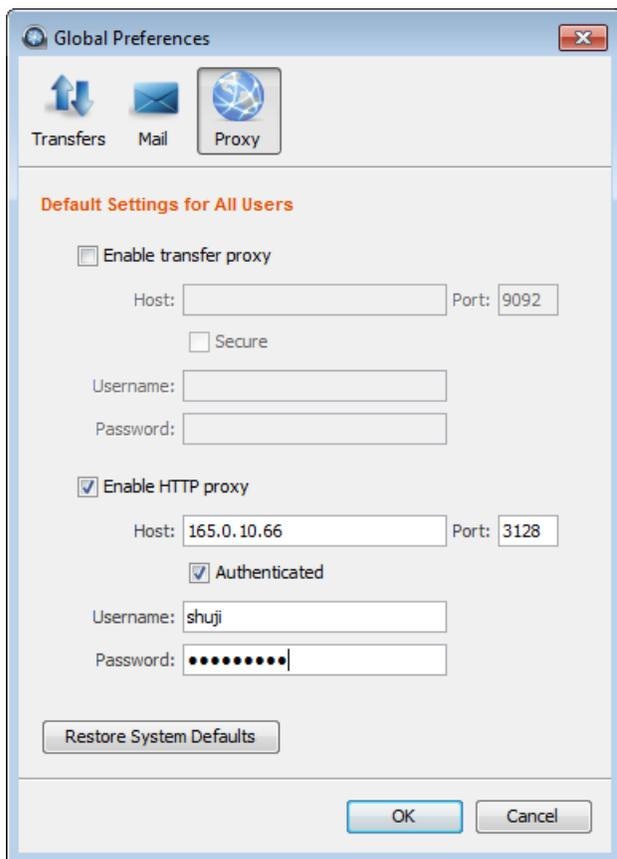 Global Preferences
Transfers Mail Proxy
Default Settings for All Users
Enable transfer proxy
Host: Port: 9092
Secure
Username:
Password:
Enable HTTP proxy
Host: 165.0.10.66 Port: 3128
Authenticated
Username: shuji
Password: •••••••••
Restore System Defaults
OK Cancel